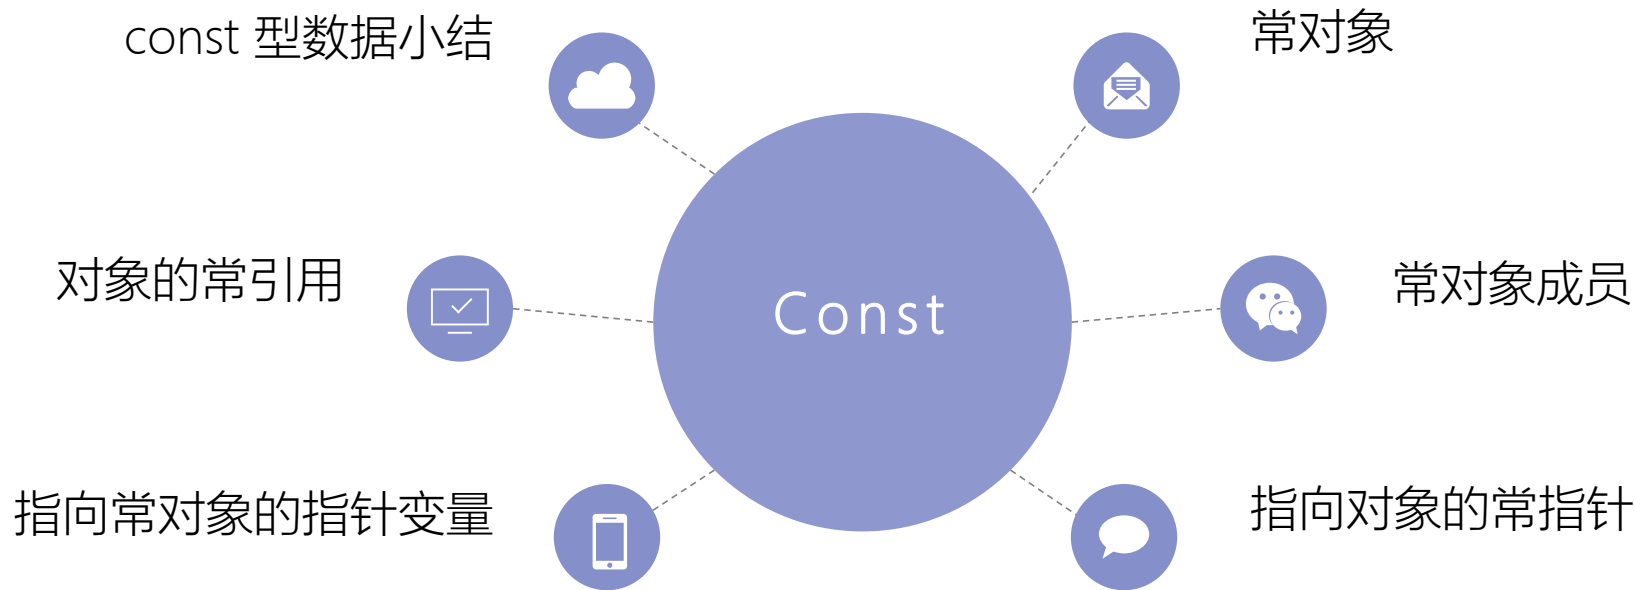 const 型数据小结
常对象
对象的常引用
Const
常对象成员
指向常对象的指针变量
指向对象的常指针